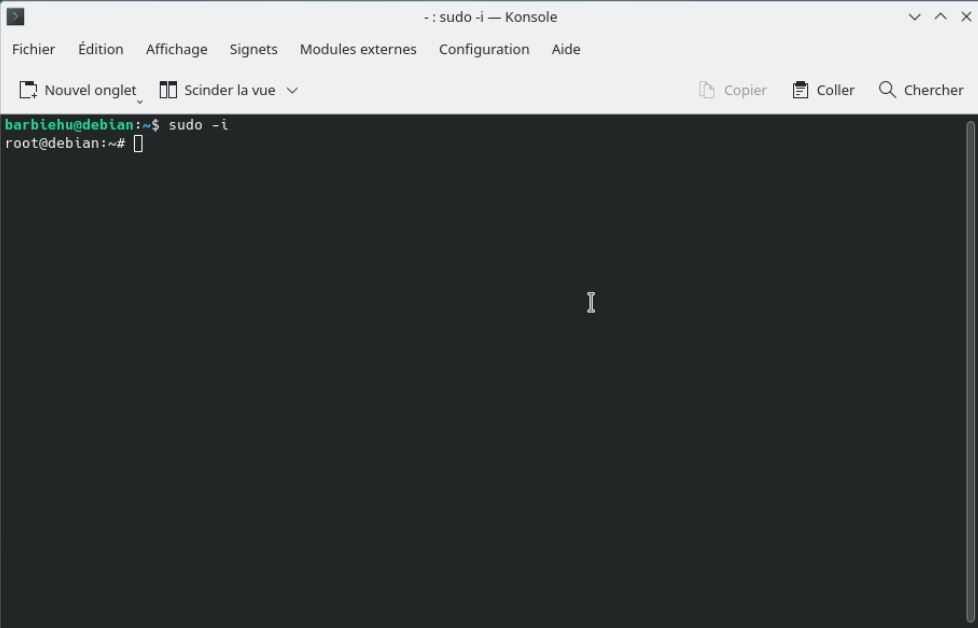 - : sudo -i — Konsole
Fichier Édition Affichage Signets Modules externes Configuration Aide
Nouvel onglet Scinder la vue Copier Coller Chercher
barbiehu@debian:~$ sudo -i
root@debian:~#